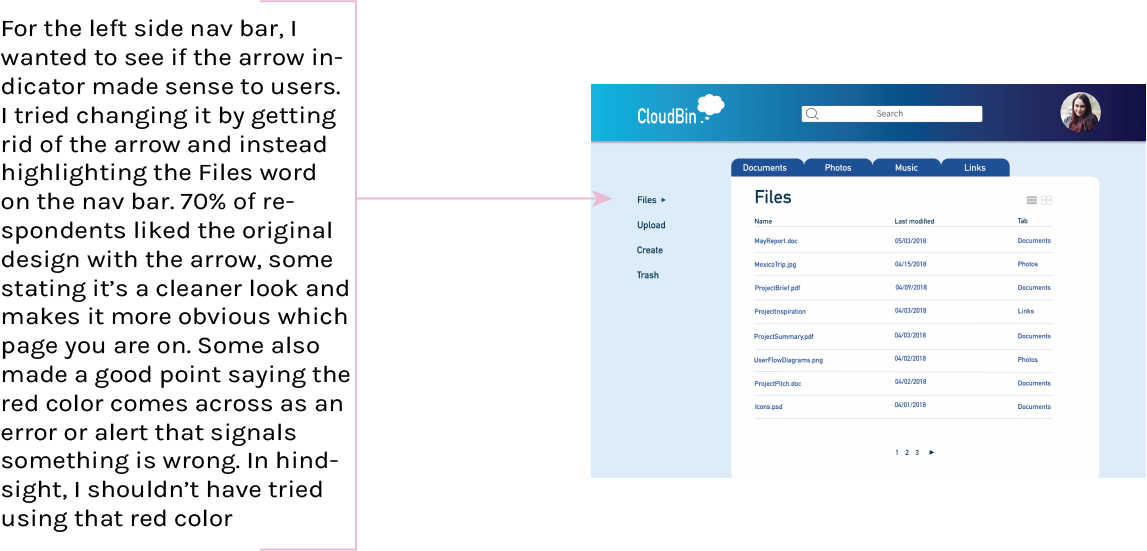 For the left side nav bar, I
wanted to see if the arrow in-
dicator made sense to users.
I tried changing it by getting
rid of the arrow and instead
highlighting the Files word
on the nav bar. 70% of re-
spondents liked the original
design with the arrow, some
stating it’s a cleaner look and
makes it more obvious which
page you are on. Some also
made a good point saying the
red color comes across as an
error or alert that signals
something is wrong. In hind-
sight, I shouldn’t have tried
using that red color
CloudBin
Search
Documents Photos Music Links
Files
Upload
Create
Trash
Files
Name Last modified Tab
MayReport.doc 05/03/2018 Documents
MexicoTrip.jpg 04/15/2018 Photos
ProjectBrief.pdf 04/09/2018 Documents
ProjectInspiration 04/03/2018 Links
ProjectSummary.pdf 04/03/2018 Documents
UserFlowDiagrams.png 04/02/2018 Photos
ProjectPitch.doc 04/02/2018 Documents
Icons.psd 04/01/2018 Documents
1 2 3